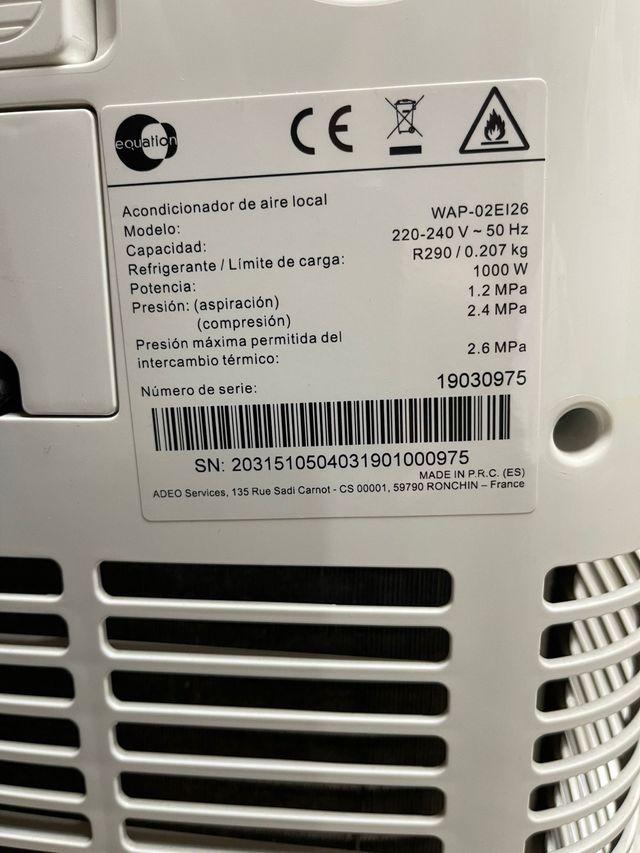 equation
CE
Acondicionador de aire local
Modelo: WAP-02EI26
Capacidad: 220-240 V ~ 50 Hz
Refrigerante / Límite de carga: R290 / 0.207 kg
Potencia: 1000 W
Presión: (aspiración) 1.2 MPa
(compresión) 2.4 MPa
Presión máxima permitida del
intercambio térmico: 2.6 MPa
Número de serie: 19030975
SN: 2031510504031901000975
MADE IN P.R.C. (ES)
ADEO Services, 135 Rue Sadi Carnot - CS 00001, 59790 RONCHIN – France